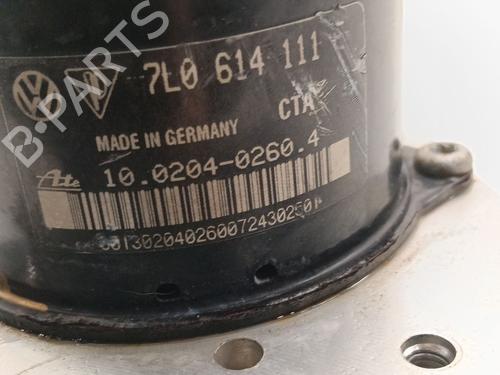 B-PARTS
7L0 614 111
CTA
MADE IN GERMANY
Ate 10.0204-0260.4